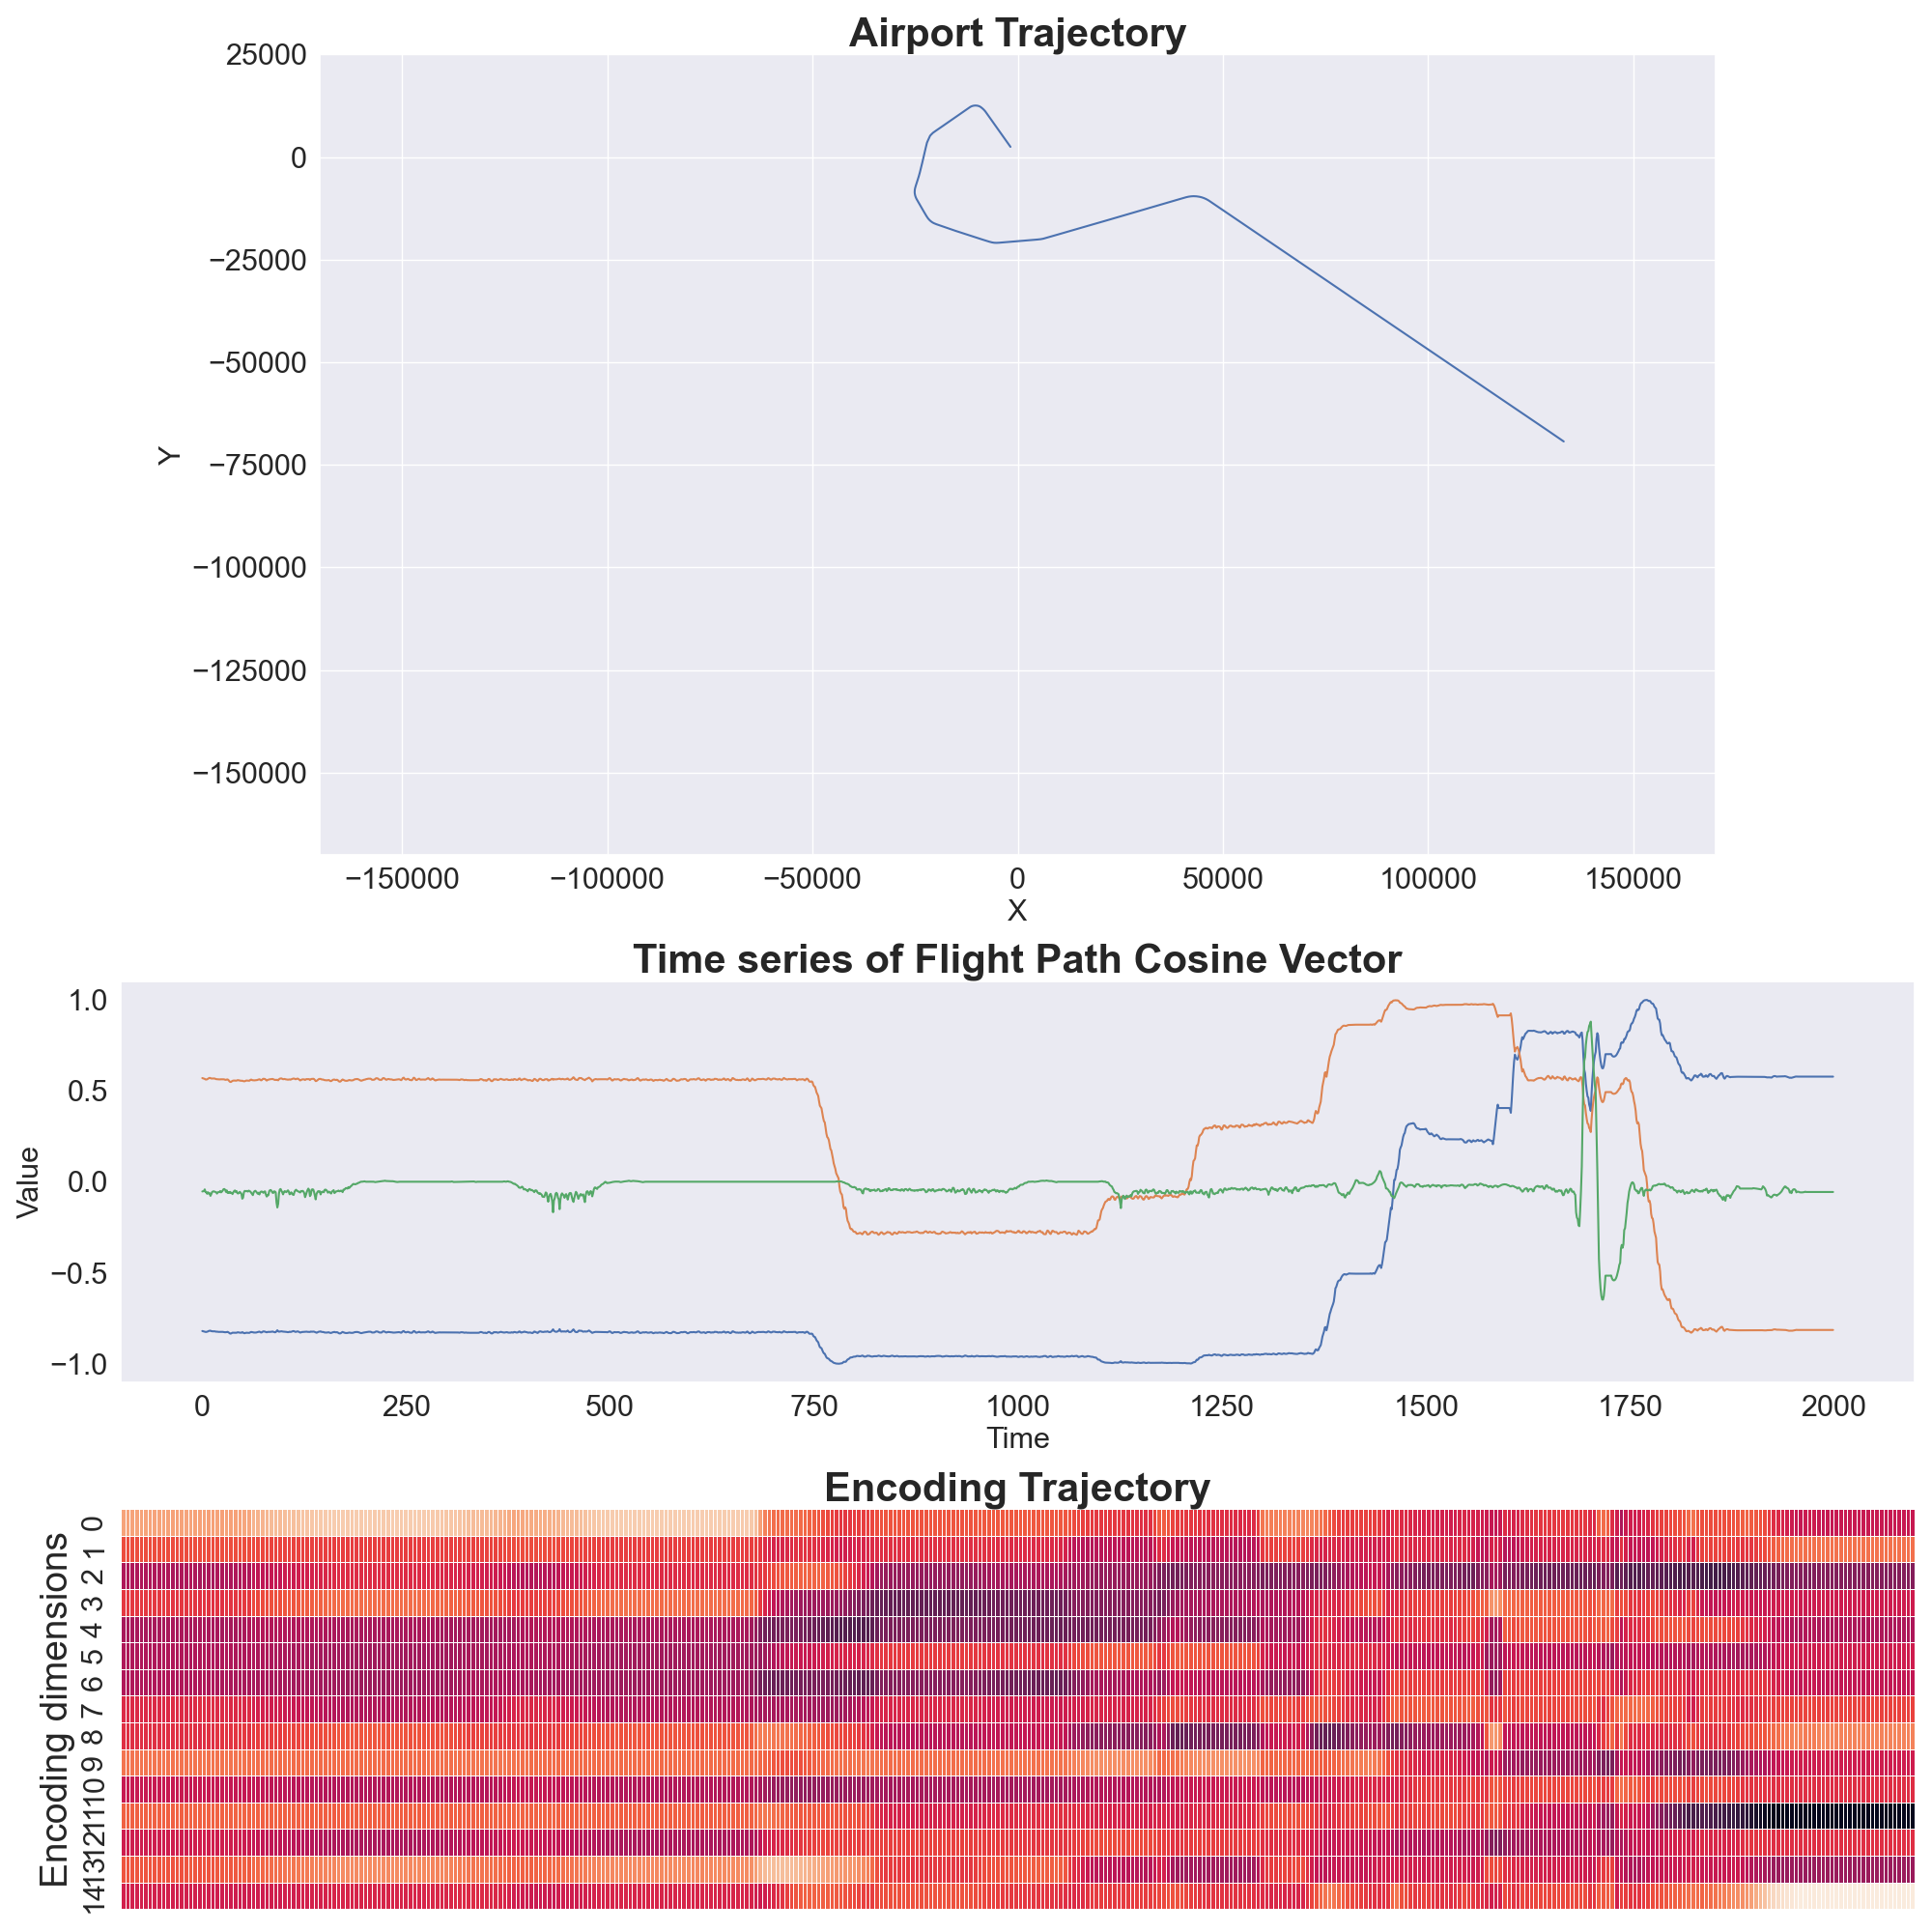 Airport Trajectory
25000
0
−25000
−50000
−75000
−100000
−125000
−150000
Y
−150000 −100000 −50000 0 50000 100000 150000
X
Time series of Flight Path Cosine Vector
1.0
0.5
0.0
−0.5
−1.0
Value
0 250 500 750 1000 1250 1500 1750 2000
Time
Encoding Trajectory
Encoding dimensions
0
1
2
3
4
5
6
7
8
9
10
11
12
13
14